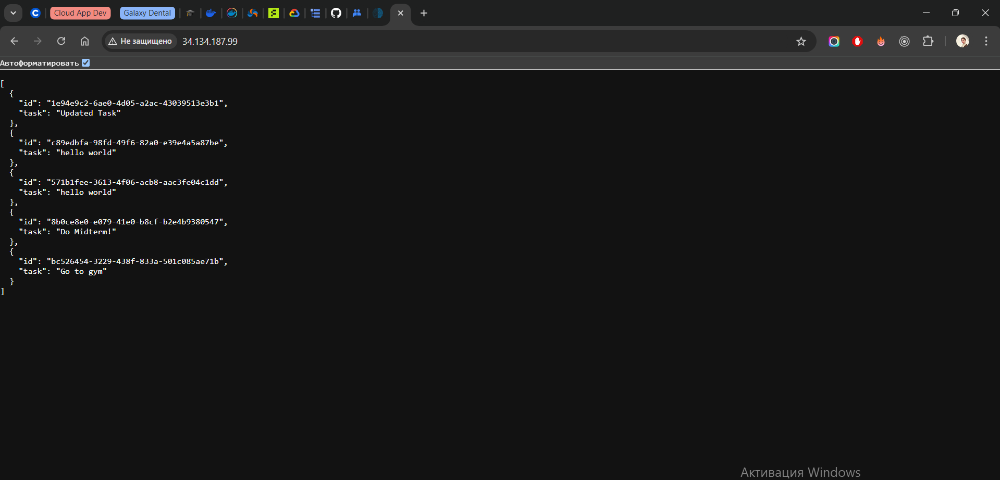 Cloud App Dev
Galaxy Dental
Не защищено
34.134.187.99
Автоформатировать
[
  {
    "id": "1e94e9c2-6ae0-4d05-a2ac-43039513e3b1",
    "task": "Updated Task"
  },
  {
    "id": "c89edbfa-98fd-49f6-82a0-e39e4a5a87be",
    "task": "hello world"
  },
  {
    "id": "571b1fee-3613-4f06-acb8-aac3fe04c1dd",
    "task": "hello world"
  },
  {
    "id": "8b0ce8e0-e079-41e0-b8cf-b2e4b9380547",
    "task": "Do Midterm!"
  },
  {
    "id": "bc526454-3229-438f-833a-501c085ae71b",
    "task": "Go to gym"
  }
]
Активация Windows